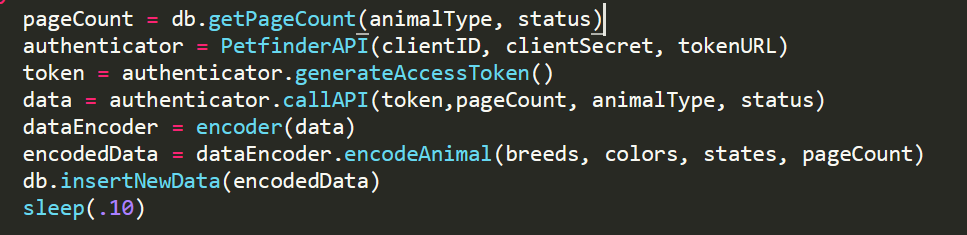 pageCount = db.getPageCount(animalType, status)
authenticator = PetfinderAPI(clientID, clientSecret, tokenURL)
token = authenticator.generateAccessToken()
data = authenticator.callAPI(token,pageCount, animalType, status)
dataEncoder = encoder(data)
encodedData = dataEncoder.encodeAnimal(breeds, colors, states, pageCount)
db.insertNewData(encodedData)
sleep(.10)